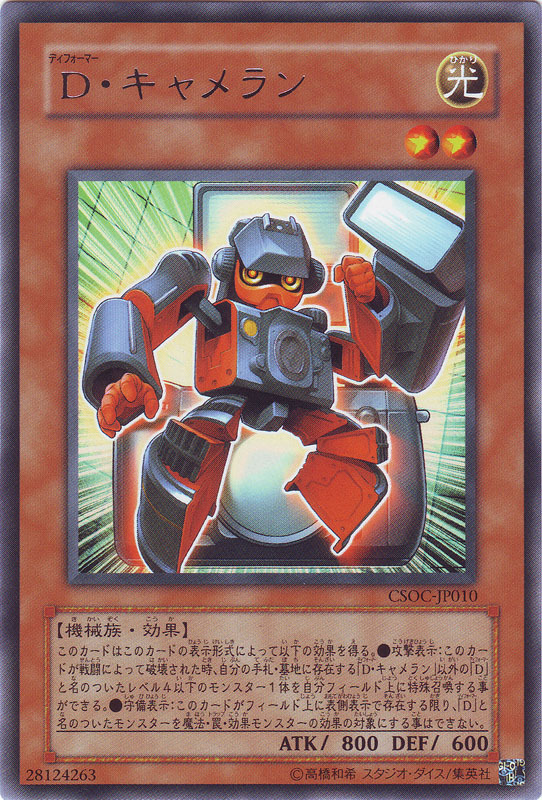 ディフォーマー
D・キャメラン
ひかり
光
CSOC-JP010
【機械族・効果】
このカードはこのカードの表示形式によって以下の効果を得る。●攻撃表示：このカー
ドが戦闘によって破壊された時、自分の手札・墓地に存在する「D・キャメラン」以外の「D」
と名のついたレベル4以下のモンスター1体を自分フィールド上に特殊召喚する事
ができる。●守備表示：このカードがフィールド上に表側表示で存在する限り、「D」と
名のついたモンスターを魔法・罠・効果モンスターの効果の対象にする事はできない。
ATK/ 800 DEF/ 600
28124263
©高橋和希 スタジオ・ダイス/集英社